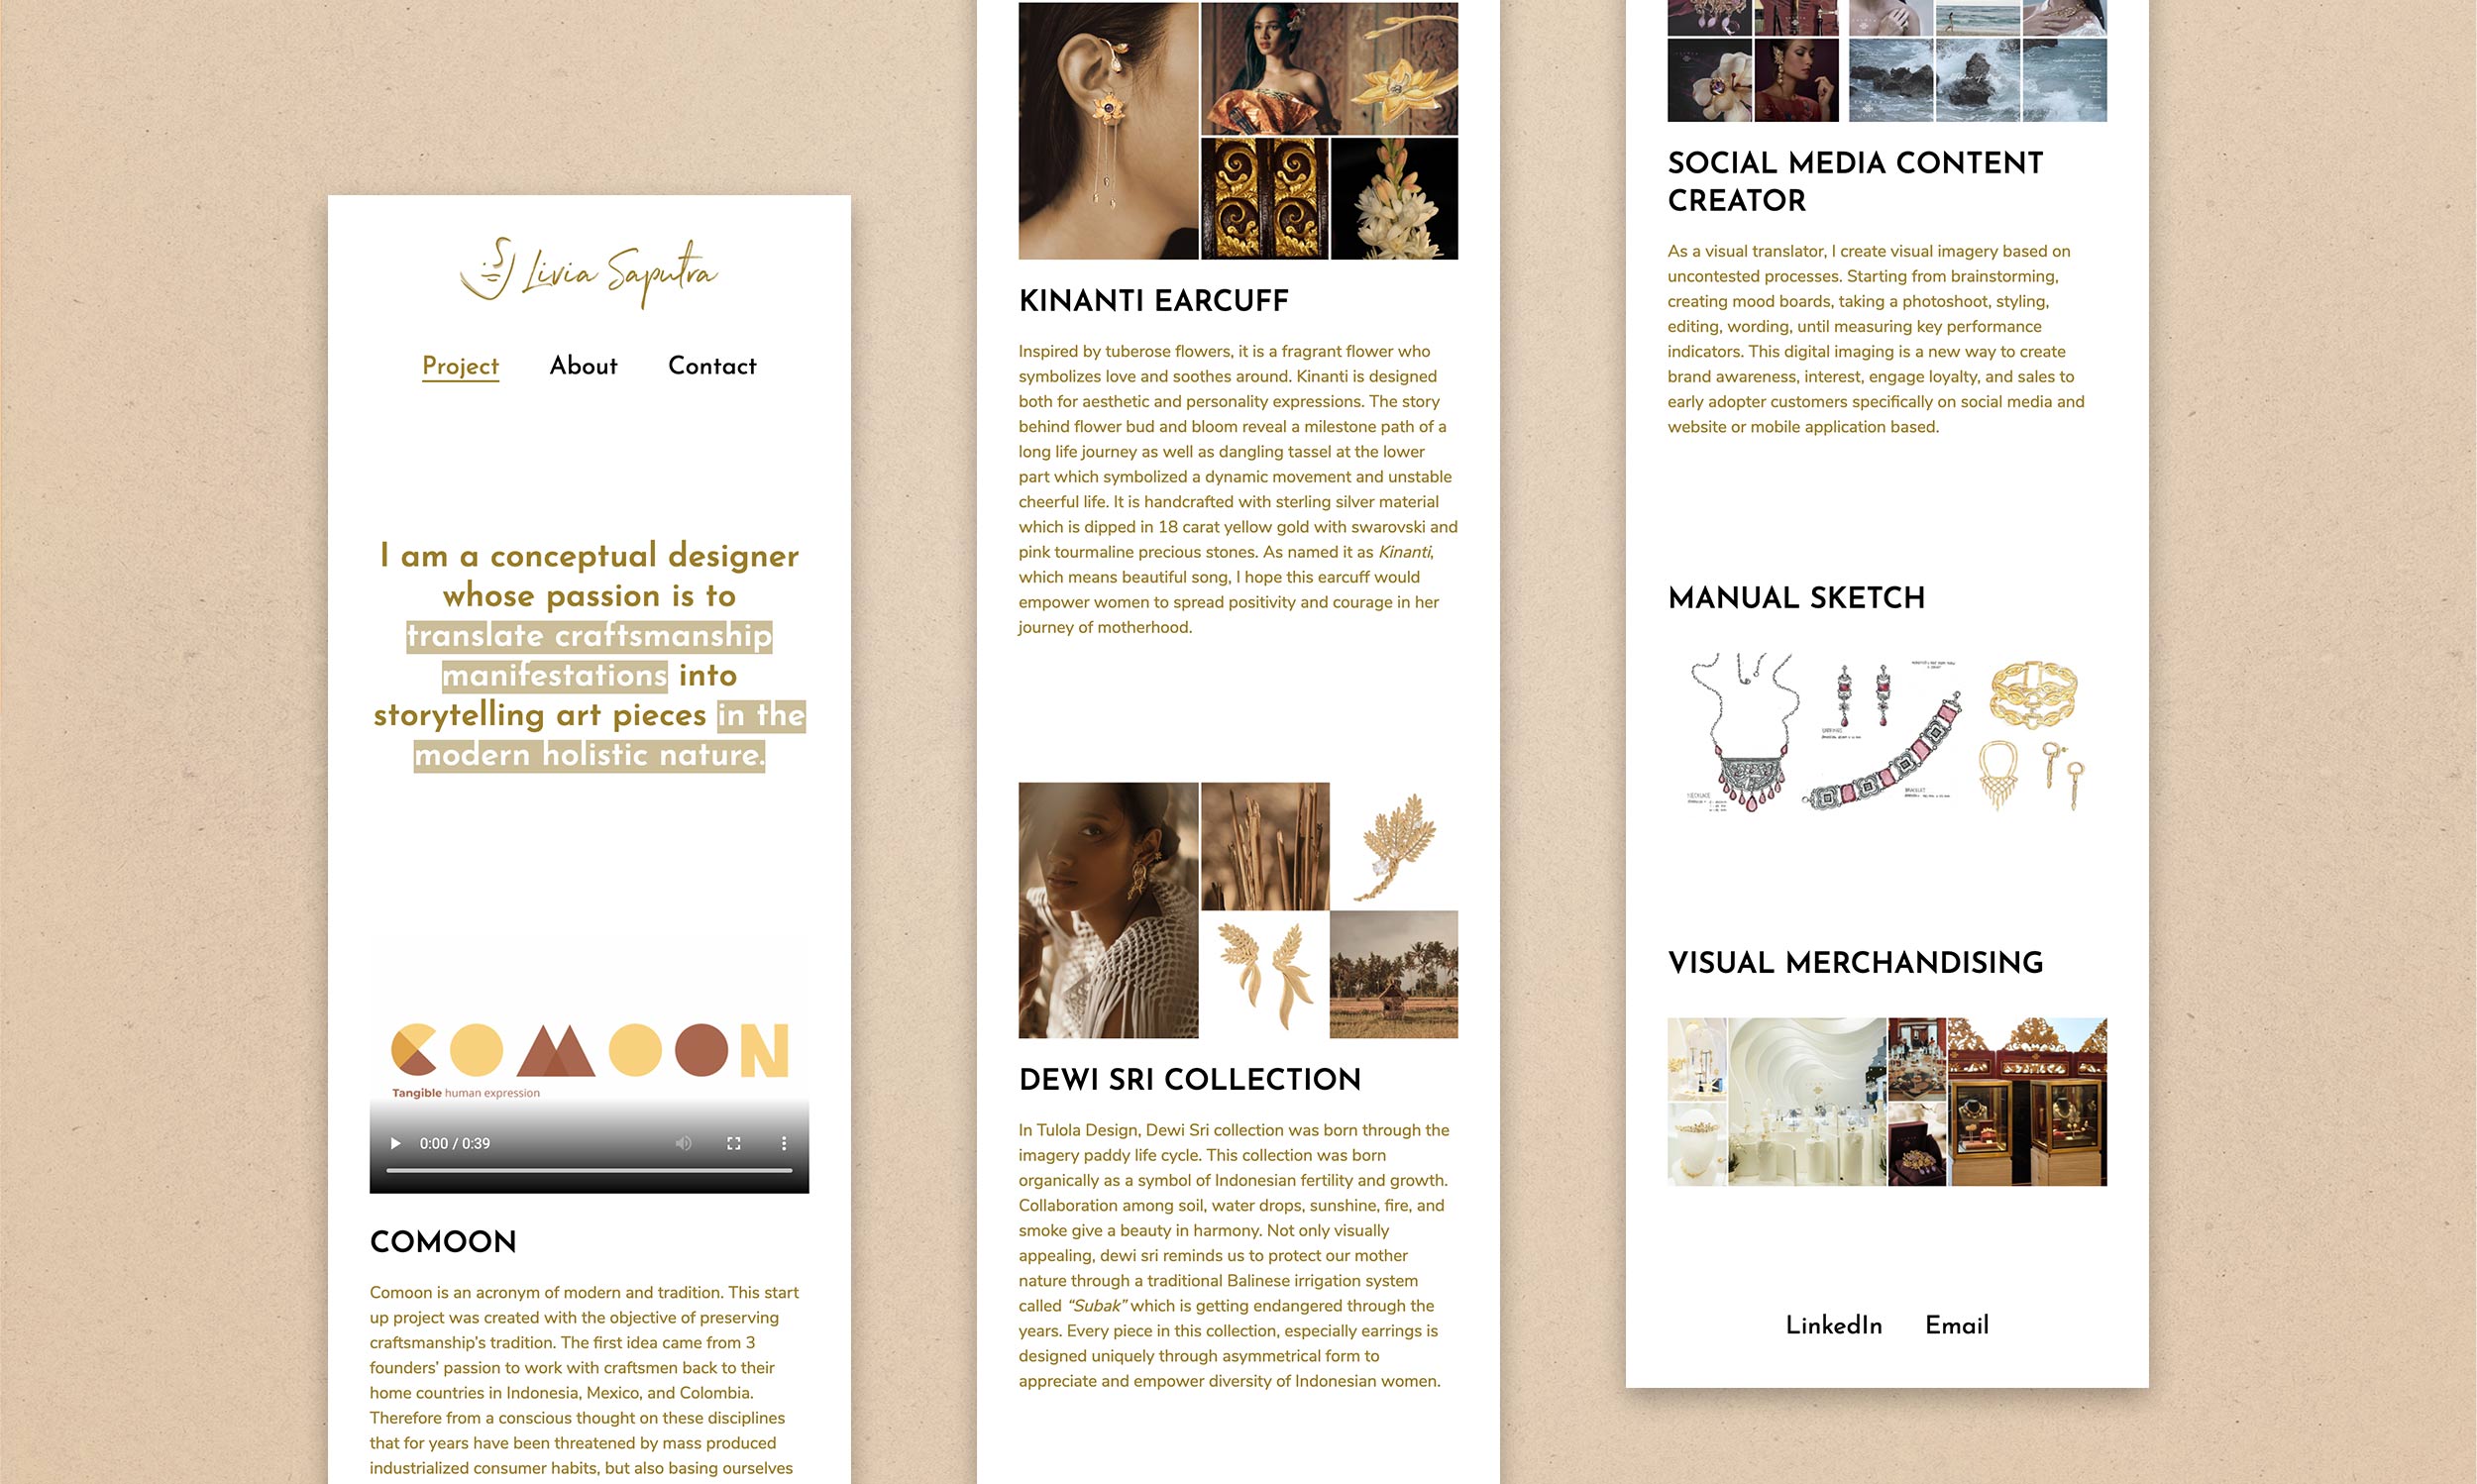 Livia Saputra
Project About Contact
I am a conceptual designer
whose passion is to
translate craftsmanship
manifestations into
storytelling art pieces in the
modern holistic nature.
COMOON
Tangible human expression
0:00 / 0:39
COMOON
Comoon is an acronym of modern and tradition. This start
up project was created with the objective of preserving
craftsmanship's tradition. The first idea came from 3
founders' passion to work with craftsmen back to their
home countries in Indonesia, Mexico, and Colombia.
Therefore from a conscious thought on these disciplines
that for years have been threatened by mass produced
industrialized consumer habits, but also basing ourselves
KINANTI EARCUFF
Inspired by tuberose flowers, it is a fragrant flower who
symbolizes love and soothes around. Kinanti is designed
both for aesthetic and personality expressions. The story
behind flower bud and bloom reveal a milestone path of a
long life journey as well as dangling tassel at the lower
part which symbolized a dynamic movement and unstable
cheerful life. It is handcrafted with sterling silver material
which is dipped in 18 carat yellow gold with swarovski and
pink tourmaline precious stones. As named it as Kinanti,
which means beautiful song, I hope this earcuff would
empower women to spread positivity and courage in her
journey of motherhood.
DEWI SRI COLLECTION
In Tulola Design, Dewi Sri collection was born through the
imagery paddy life cycle. This collection was born
organically as a symbol of Indonesian fertility and growth.
Collaboration among soil, water drops, sunshine, fire, and
smoke give a beauty in harmony. Not only visually
appealing, dewi sri reminds us to protect our mother
nature through a traditional Balinese irrigation system
called “Subak” which is getting endangered through the
years. Every piece in this collection, especially earrings is
designed uniquely through asymmetrical form to
appreciate and empower diversity of Indonesian women.
SOCIAL MEDIA CONTENT
CREATOR
As a visual translator, I create visual imagery based on
uncontested processes. Starting from brainstorming,
creating mood boards, taking a photoshoot, styling,
editing, wording, until measuring key performance
indicators. This digital imaging is a new way to create
brand awareness, interest, engage loyalty, and sales to
early adopter customers specifically on social media and
website or mobile application based.
MANUAL SKETCH
EARRINGS
NECKLACE
BRACELET
VISUAL MERCHANDISING
LinkedIn Email